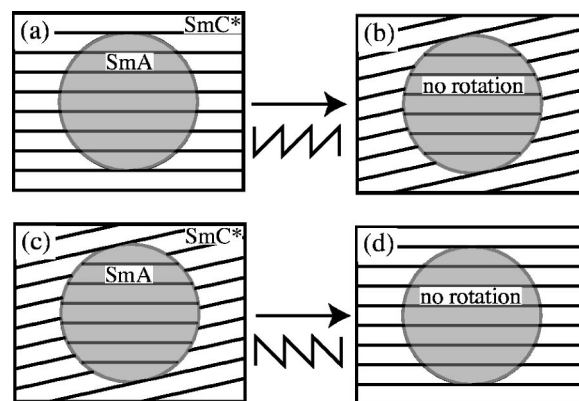 (a)
SmC*
SmA
(b)
no rotation
(c)
SmC*
SmA
(d)
no rotation